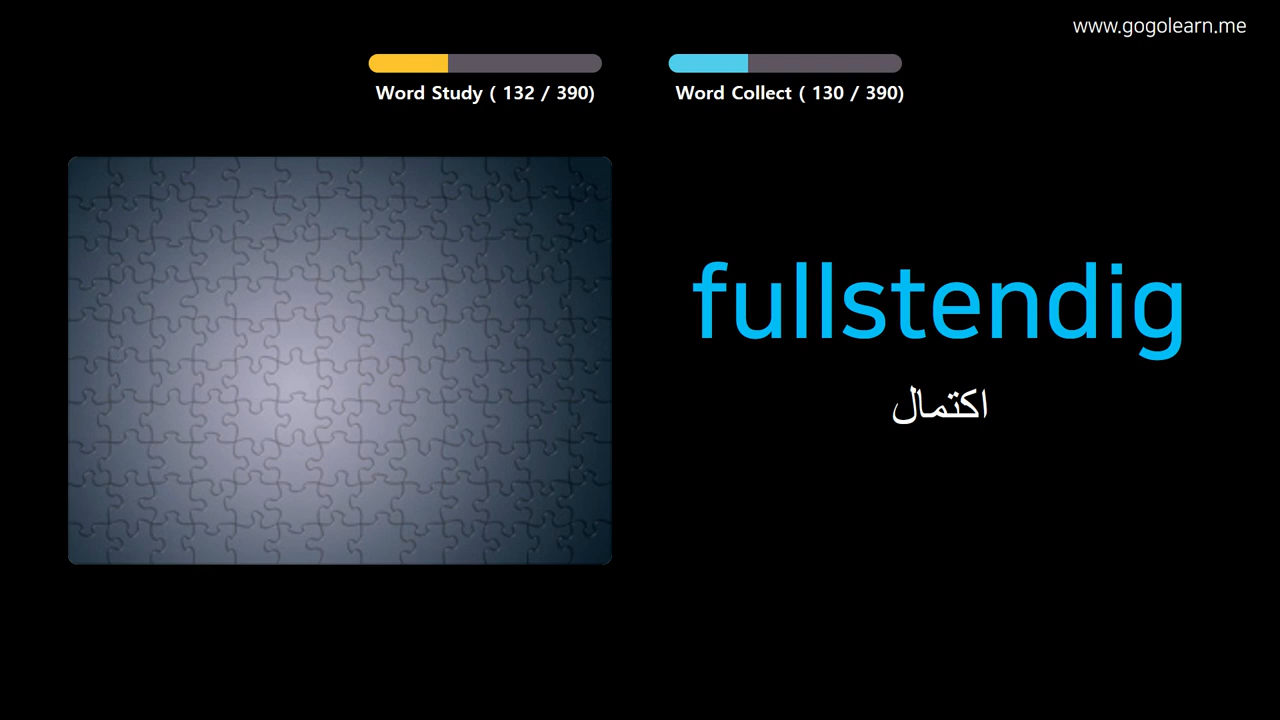 www.gogolearn.me
Word Study ( 132 / 390)
Word Collect ( 130 / 390)
fullstendig
اكتمال